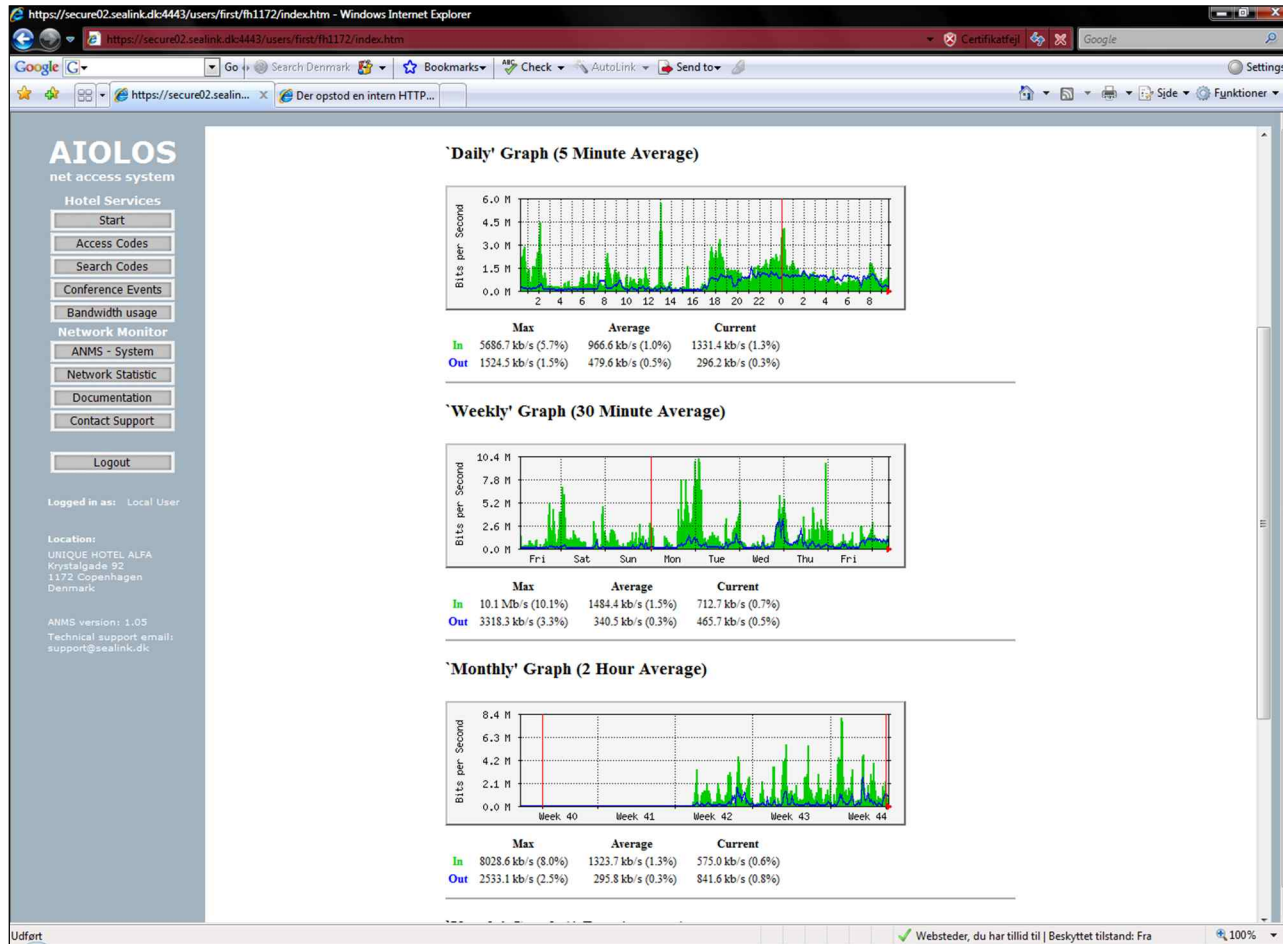 https://secure02.sealink.dk:4443/users/first/fh1172/index.htm - Windows Internet Explorer
https://secure02.sealink.dk:4443/users/first/fh1172/index.htm
Certifikatfejl
Google
Google G Go Search Denmark Bookmarks Check AutoLink Send to Settings
https://secure02.sealin... x Der opstod en intern HTTP... Side Funktioner
AIOLOS
net access system
Hotel Services
Start
Access Codes
Search Codes
Conference Events
Bandwidth usage
Network Monitor
ANMS - System
Network Statistic
Documentation
Contact Support
Logout
Logged in as: Local User
Location:
UNIQUE HOTEL ALFA
Krystalgade 92
1172 Copenhagen
Denmark
ANMS version: 1.05
Technical support email:
support@sealink.dk
`Daily' Graph (5 Minute Average)
Bits per Second
6.0 M
4.5 M
3.0 M
1.5 M
0.0 M
2 4 6 8 10 12 14 16 18 20 22 0 2 4 6 8
Max Average Current
In 5686.7 kb/s (5.7%) 966.6 kb/s (1.0%) 1331.4 kb/s (1.3%)
Out 1524.5 kb/s (1.5%) 479.6 kb/s (0.5%) 296.2 kb/s (0.3%)
`Weekly' Graph (30 Minute Average)
Bits per Second
10.4 M
7.8 M
5.2 M
2.6 M
0.0 M
Fri Sat Sun Mon Tue Wed Thu Fri
Max Average Current
In 10.1 Mb/s (10.1%) 1484.4 kb/s (1.5%) 712.7 kb/s (0.7%)
Out 3318.3 kb/s (3.3%) 340.5 kb/s (0.3%) 465.7 kb/s (0.5%)
`Monthly' Graph (2 Hour Average)
Bits per Second
8.4 M
6.3 M
4.2 M
2.1 M
0.0 M
Week 40 Week 41 Week 42 Week 43 Week 44
Max Average Current
In 8028.6 kb/s (8.0%) 1323.7 kb/s (1.3%) 575.0 kb/s (0.6%)
Out 2533.1 kb/s (2.5%) 295.8 kb/s (0.3%) 841.6 kb/s (0.8%)
Udført
Websteder, du har tillid til | Beskyttet tilstand: Fra 100%